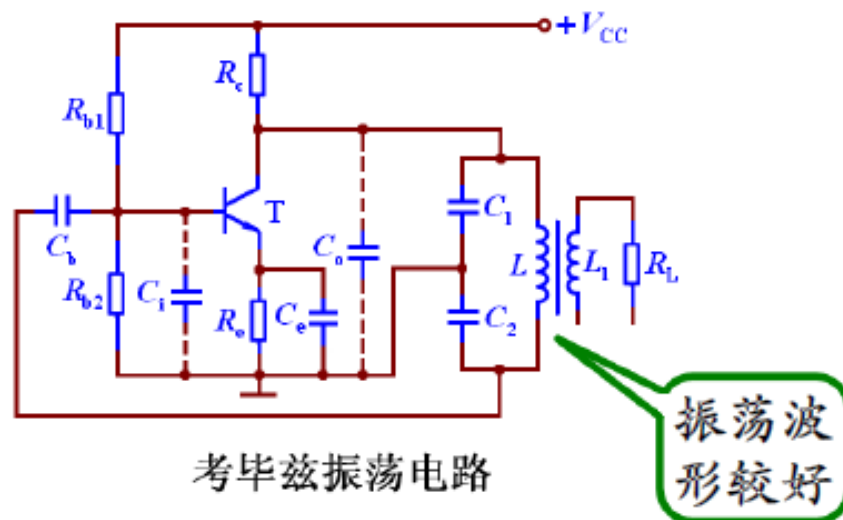 +V_CC
R_c
R_b1
T
C_1
C_b
C_o
L
L_1
R_L
R_b2
C_i
R_e
C_e
C_2
振荡波
形较好
考毕兹振荡电路